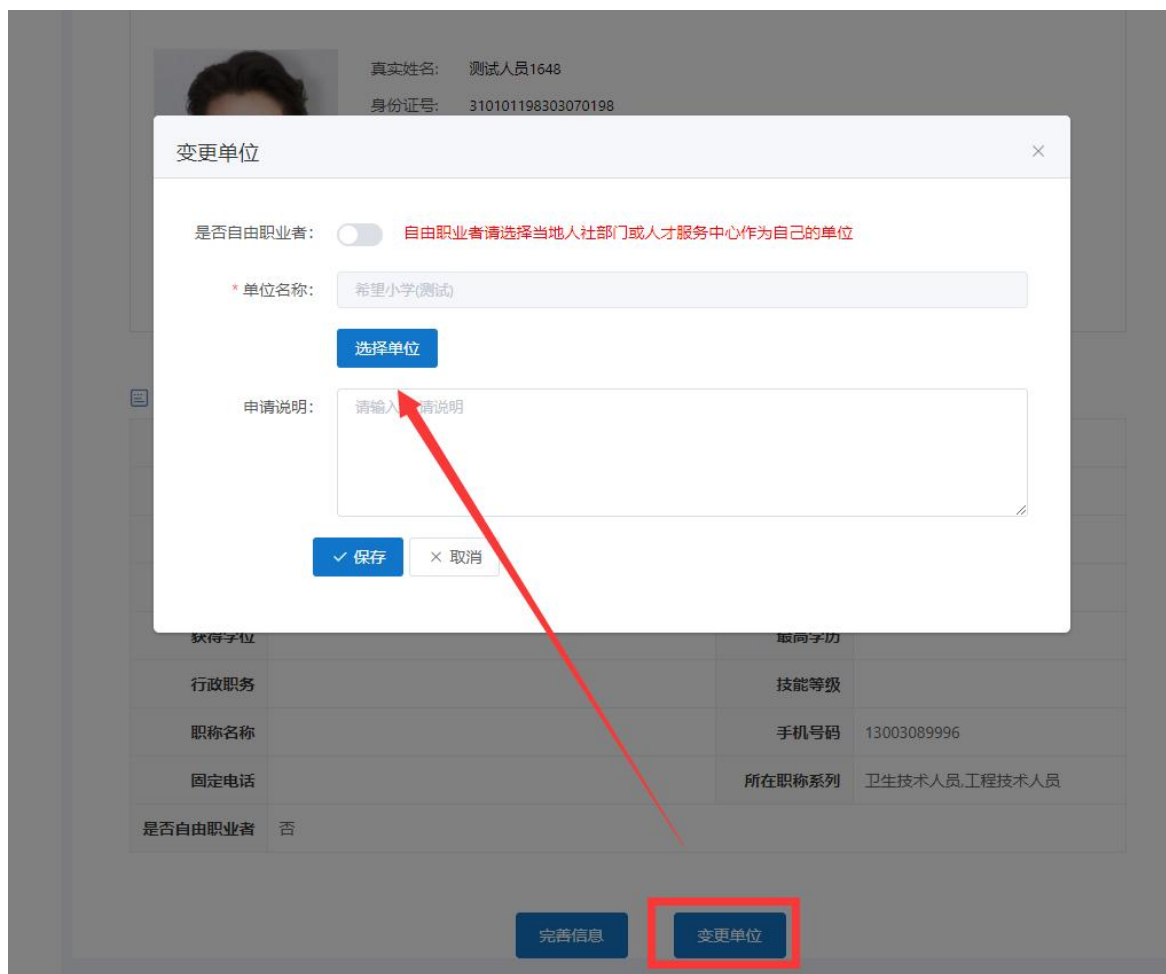 真实姓名: 测试人员1648
身份证号: 310101198303070198
变更单位
是否自由职业者: 自由职业者请选择当地人社部门或人才服务中心作为自己的单位
* 单位名称: 希望小学(测试)
选择单位
申请说明: 请输入 请说明
保存 取消
获得学位 最高学历
行政职务 技能等级
职称名称 手机号码 13003089996
固定电话 所在职称系列 卫生技术人员,工程技术人员
是否自由职业者 否
完善信息 变更单位